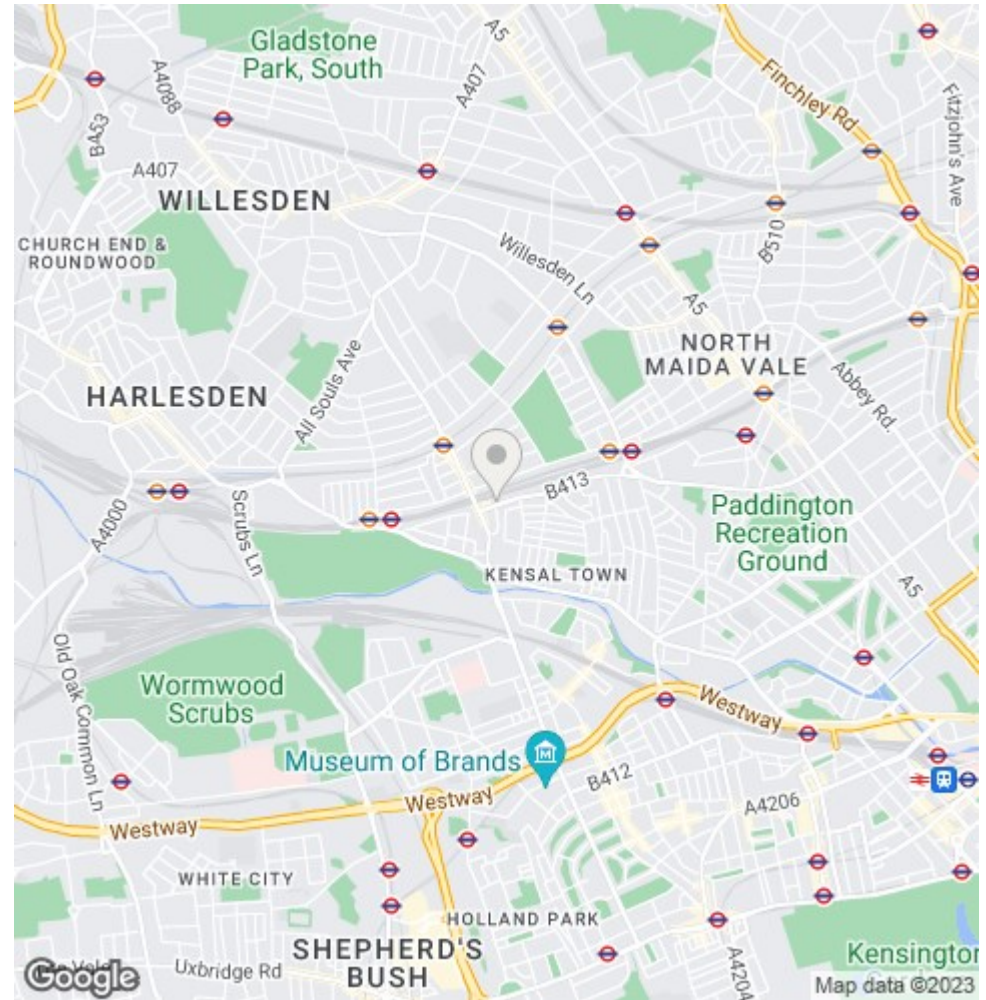 Gladstone
Park, South
A5
A4088
A407
Finchley Rd
Fitzjohn's Ave
B453
A407
WILLESDEN
CHURCH END &
ROUNDWOOD
Willesden Ln
B510
A5
NORTH
MAIDA VALE
All Souls Ave
HARLESDEN
Abbey Rd.
B413
A4000
Scrubs Ln
Paddington
Recreation
Ground
KENSAL TOWN
A5
Old Oak Common Ln
Wormwood
Scrubs
Westway
Museum of Brands
M
B412
Westway
A4206
Westway
WHITE CITY
HOLLAND PARK
SHEPHERD'S
BUSH
A4204
Kensington
Uxbridge Rd
Google
Map data ©2023